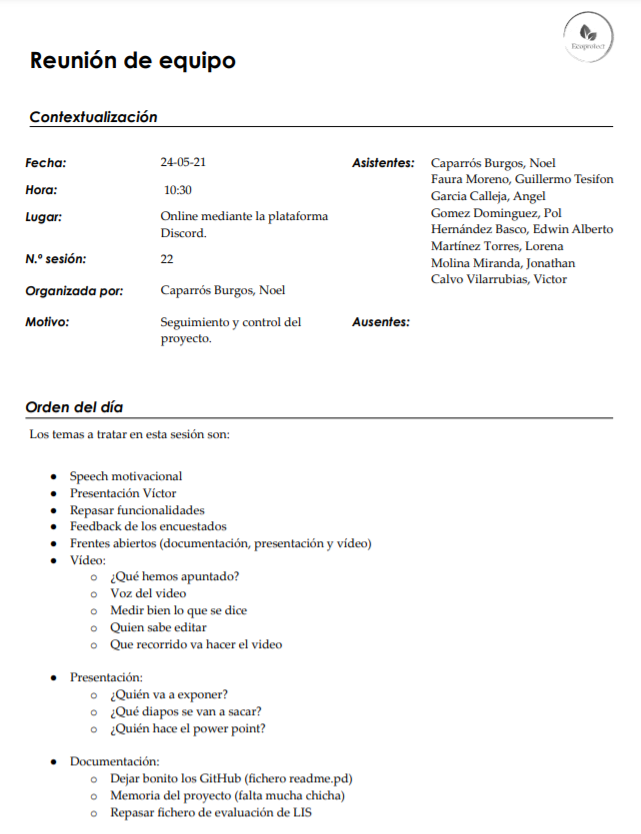 Ecoprotect
Reunión de equipo
Contextualización
Fecha: 24-05-21
Hora: 10:30
Lugar: Online mediante la plataforma
Discord.
N.º sesión: 22
Organizada por: Caparrós Burgos, Noel
Motivo: Seguimiento y control del
proyecto.
Asistentes: Caparrós Burgos, Noel
Faura Moreno, Guillermo Tesifon
Garcia Calleja, Angel
Gomez Dominguez, Pol
Hernández Basco, Edwin Alberto
Martínez Torres, Lorena
Molina Miranda, Jonathan
Calvo Vilarrubias, Victor
Ausentes:
Orden del día
Los temas a tratar en esta sesión son:
● Speech motivacional
● Presentación Víctor
● Repasar funcionalidades
● Feedback de los encuestados
● Frentes abiertos (documentación, presentación y vídeo)
● Vídeo:
o ¿Qué hemos apuntado?
o Voz del video
o Medir bien lo que se dice
o Quien sabe editar
o Que recorrido va hacer el video
● Presentación:
o ¿Quién va a exponer?
o ¿Qué diapos se van a sacar?
o ¿Quién hace el power point?
● Documentación:
o Dejar bonito los GitHub (fichero readme.pd)
o Memoria del proyecto (falta mucha chicha)
o Repasar fichero de evaluación de LIS